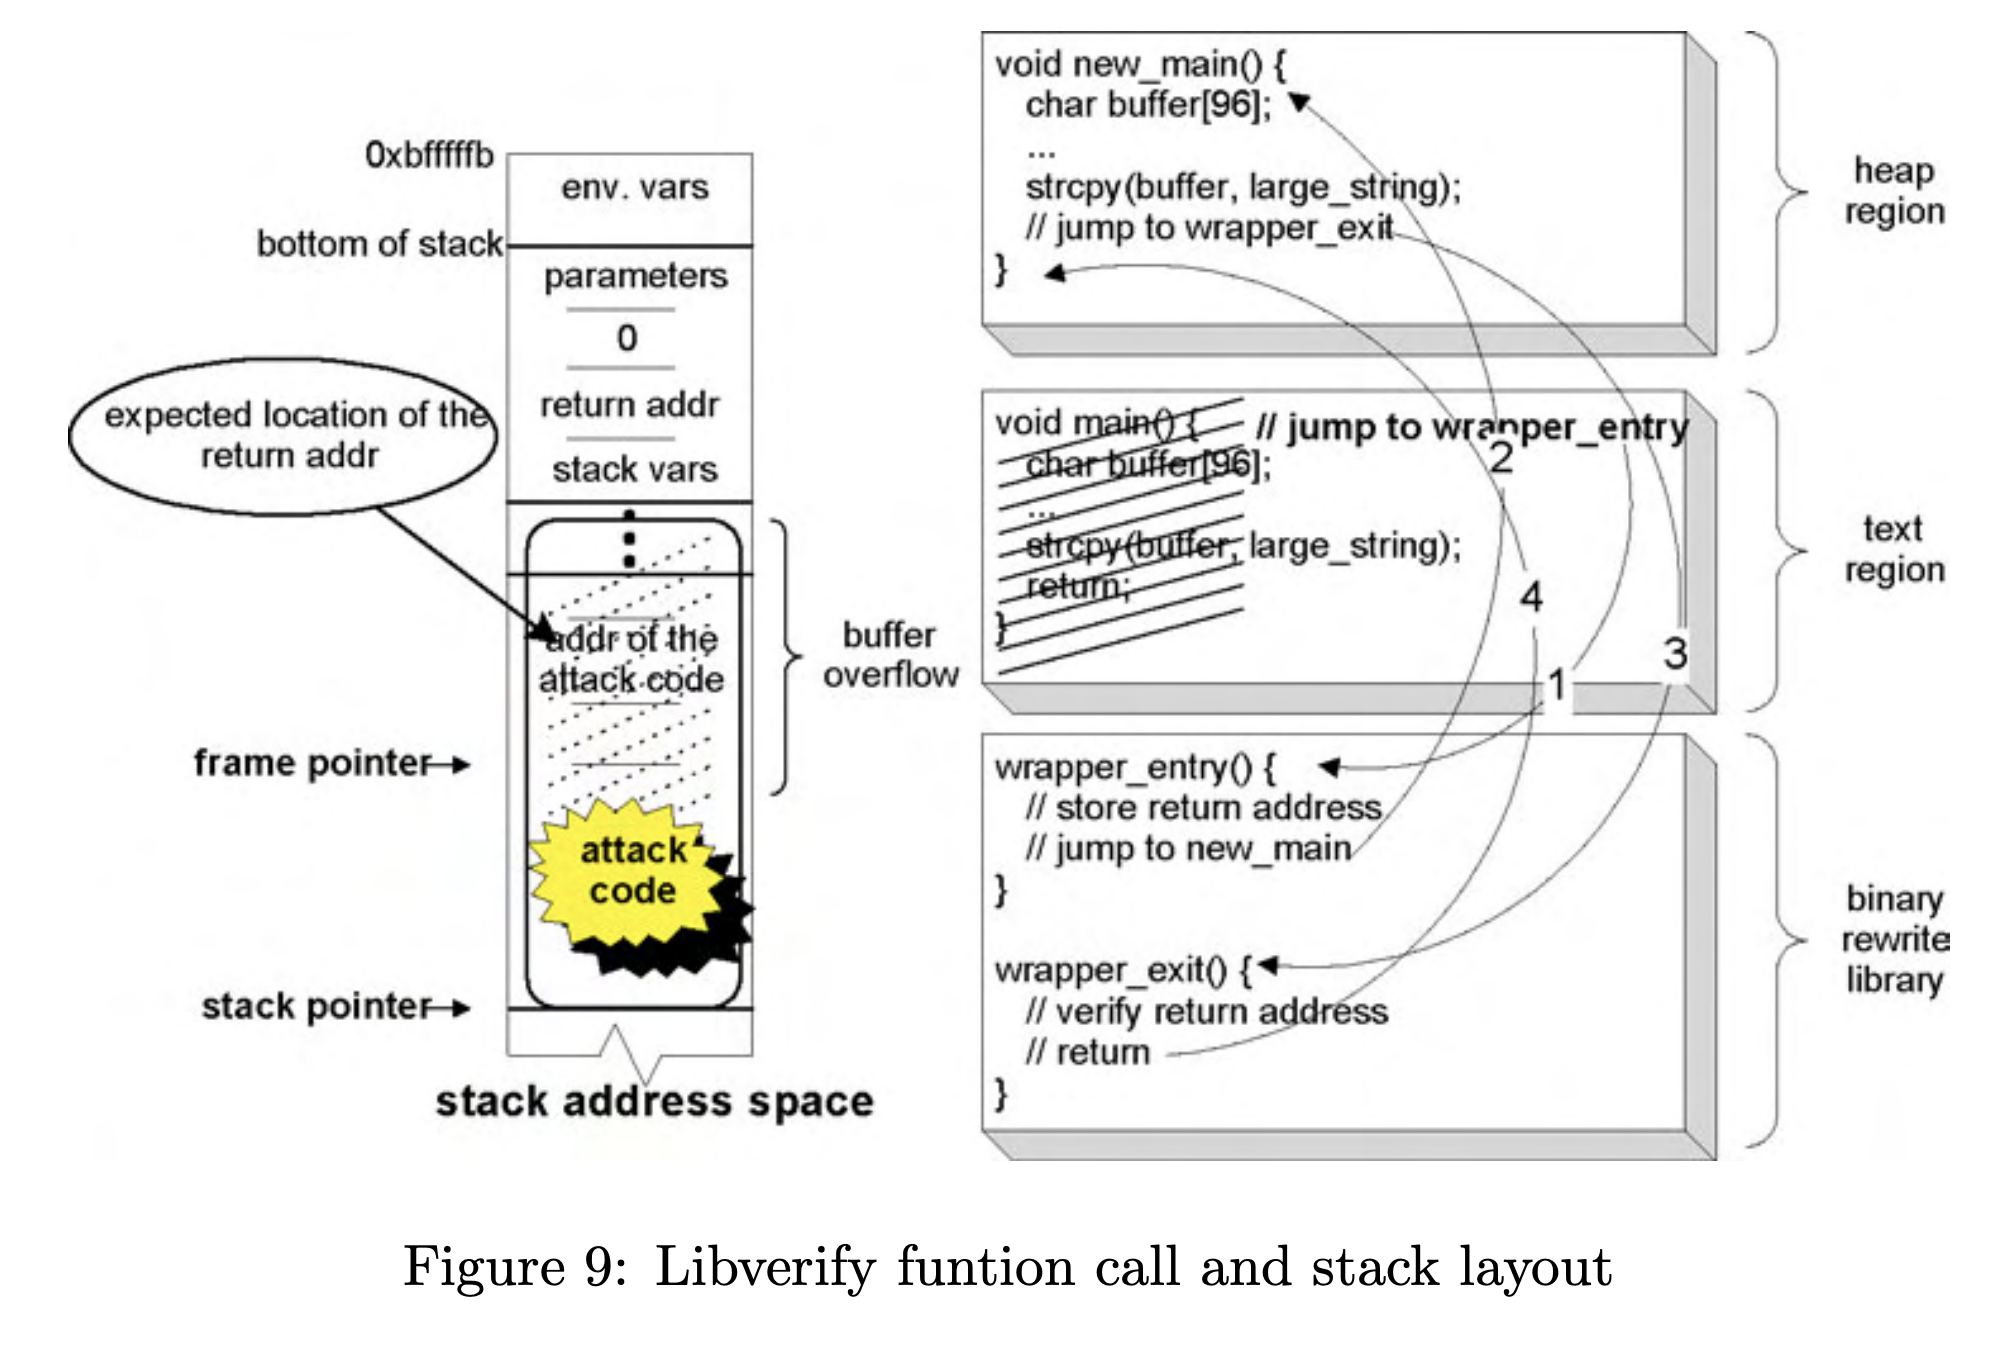 0xbfffffb
env. vars
bottom of stack
parameters
0
return addr
stack vars
expected location of the
return addr
addr of the
attack code
buffer
overflow
frame pointer
attack
code
stack pointer
stack address space
void new_main() {
char buffer[96];
...
strcpy(buffer, large_string);
// jump to wrapper_exit
}
heap
region
void main() { // jump to wrapper_entry
char buffer[96];
...
strcpy(buffer, large_string);
return;
}
2
4
1
3
text
region
wrapper_entry() {
// store return address
// jump to new_main
}
wrapper_exit() {
// verify return address
// return
}
binary
rewrite
library
Figure 9: Libverify funtion call and stack layout